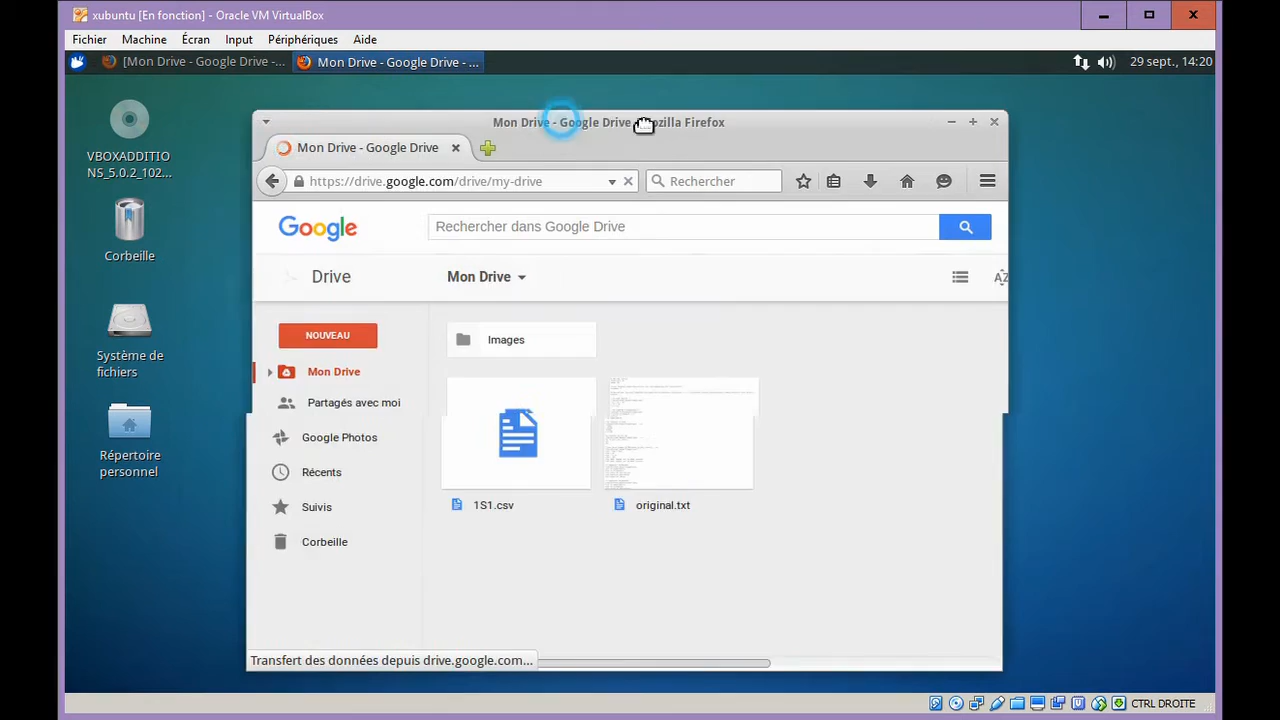 xubuntu [En fonction] - Oracle VM VirtualBox
Fichier Machine Écran Input Périphériques Aide
[Mon Drive - Google Drive -... Mon Drive - Google Drive - ... 29 sept., 14:20
VBOXADDITIO
NS_5.0.2_102...
Corbeille
Système de
fichiers
Répertoire
personnel
Mon Drive - Google Drive - Mozilla Firefox
Mon Drive - Google Drive
https://drive.google.com/drive/my-drive Rechercher
Google Rechercher dans Google Drive
Drive Mon Drive AZ
NOUVEAU
Mon Drive
Partagés avec moi
Google Photos
Récents
Suivis
Corbeille
Images
1S1.csv original.txt
Transfert des données depuis drive.google.com...
CTRL DROITE